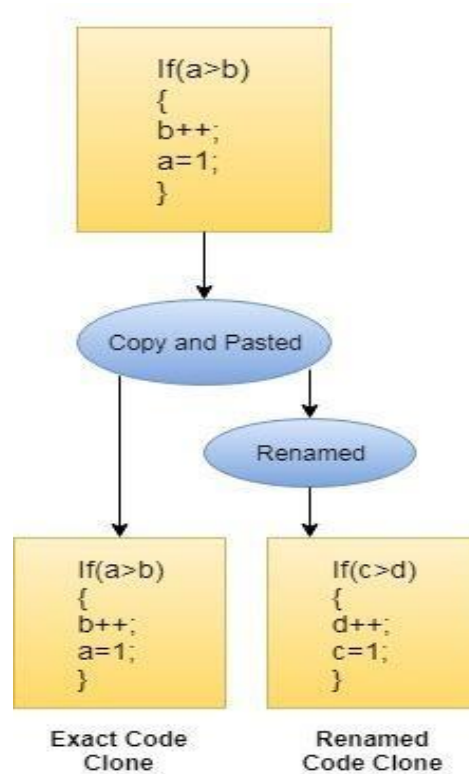 If(a>b)
{
b++;
a=1;
}
Copy and Pasted
Renamed
If(a>b)
{
b++;
a=1;
}
If(c>d)
{
d++;
c=1;
}
Exact Code
Clone
Renamed
Code Clone